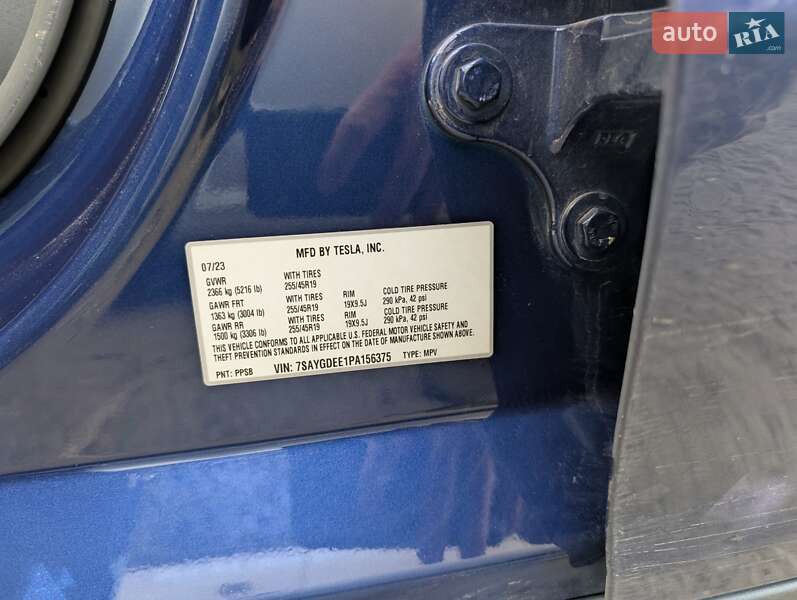 auto RIA.com
MFD BY TESLA, INC.
07/23
GVWR WITH TIRES
2366 kg (5216 lb) 255/45R19
GAWR FRT WITH TIRES RIM COLD TIRE PRESSURE
1363 kg (3004 lb) 255/45R19 19X9.5J 290 kPa, 42 psi
GAWR RR WITH TIRES RIM COLD TIRE PRESSURE
1500 kg (3306 lb) 255/45R19 19X9.5J 290 kPa, 42 psi
THIS VEHICLE CONFORMS TO ALL APPLICABLE U.S. FEDERAL MOTOR VEHICLE SAFETY AND
THEFT PREVENTION STANDARDS IN EFFECT ON THE DATE OF MANUFACTURE SHOWN ABOVE.
PNT: PPSB VIN: 7SAYGDEE1PA156375 TYPE: MPV